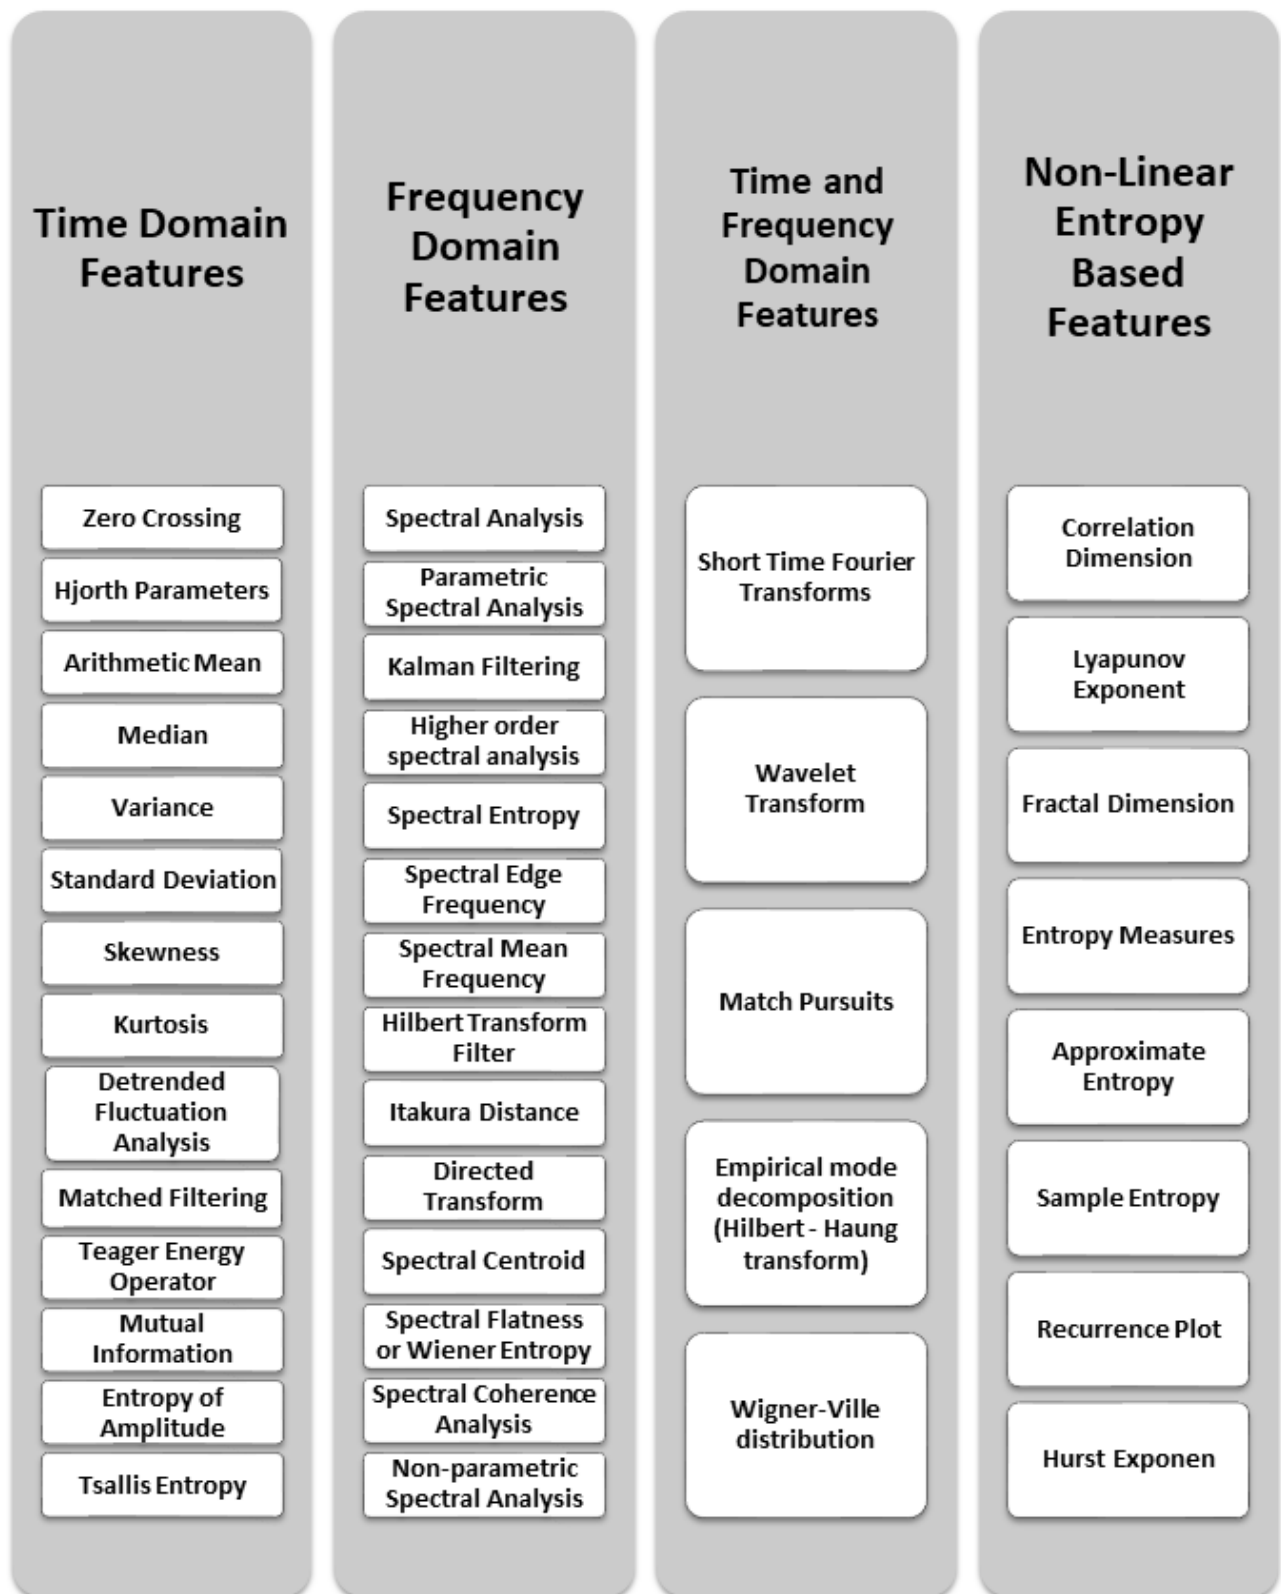 Time Domain
Features
Zero Crossing
Hjorth Parameters
Arithmetic Mean
Median
Variance
Standard Deviation
Skewness
Kurtosis
Detrended
Fluctuation
Analysis
Matched Filtering
Teager Energy
Operator
Mutual
Information
Entropy of
Amplitude
Tsallis Entropy
Frequency
Domain
Features
Spectral Analysis
Parametric
Spectral Analysis
Kalman Filtering
Higher order
spectral analysis
Spectral Entropy
Spectral Edge
Frequency
Spectral Mean
Frequency
Hilbert Transform
Filter
Itakura Distance
Directed
Transform
Spectral Centroid
Spectral Flatness
or Wiener Entropy
Spectral Coherence
Analysis
Non-parametric
Spectral Analysis
Time and
Frequency
Domain
Features
Short Time Fourier
Transforms
Wavelet
Transform
Match Pursuits
Empirical mode
decomposition
(Hilbert - Haung
transform)
Wigner-Ville
distribution
Non-Linear
Entropy
Based
Features
Correlation
Dimension
Lyapunov
Exponent
Fractal Dimension
Entropy Measures
Approximate
Entropy
Sample Entropy
Recurrence Plot
Hurst Exponen